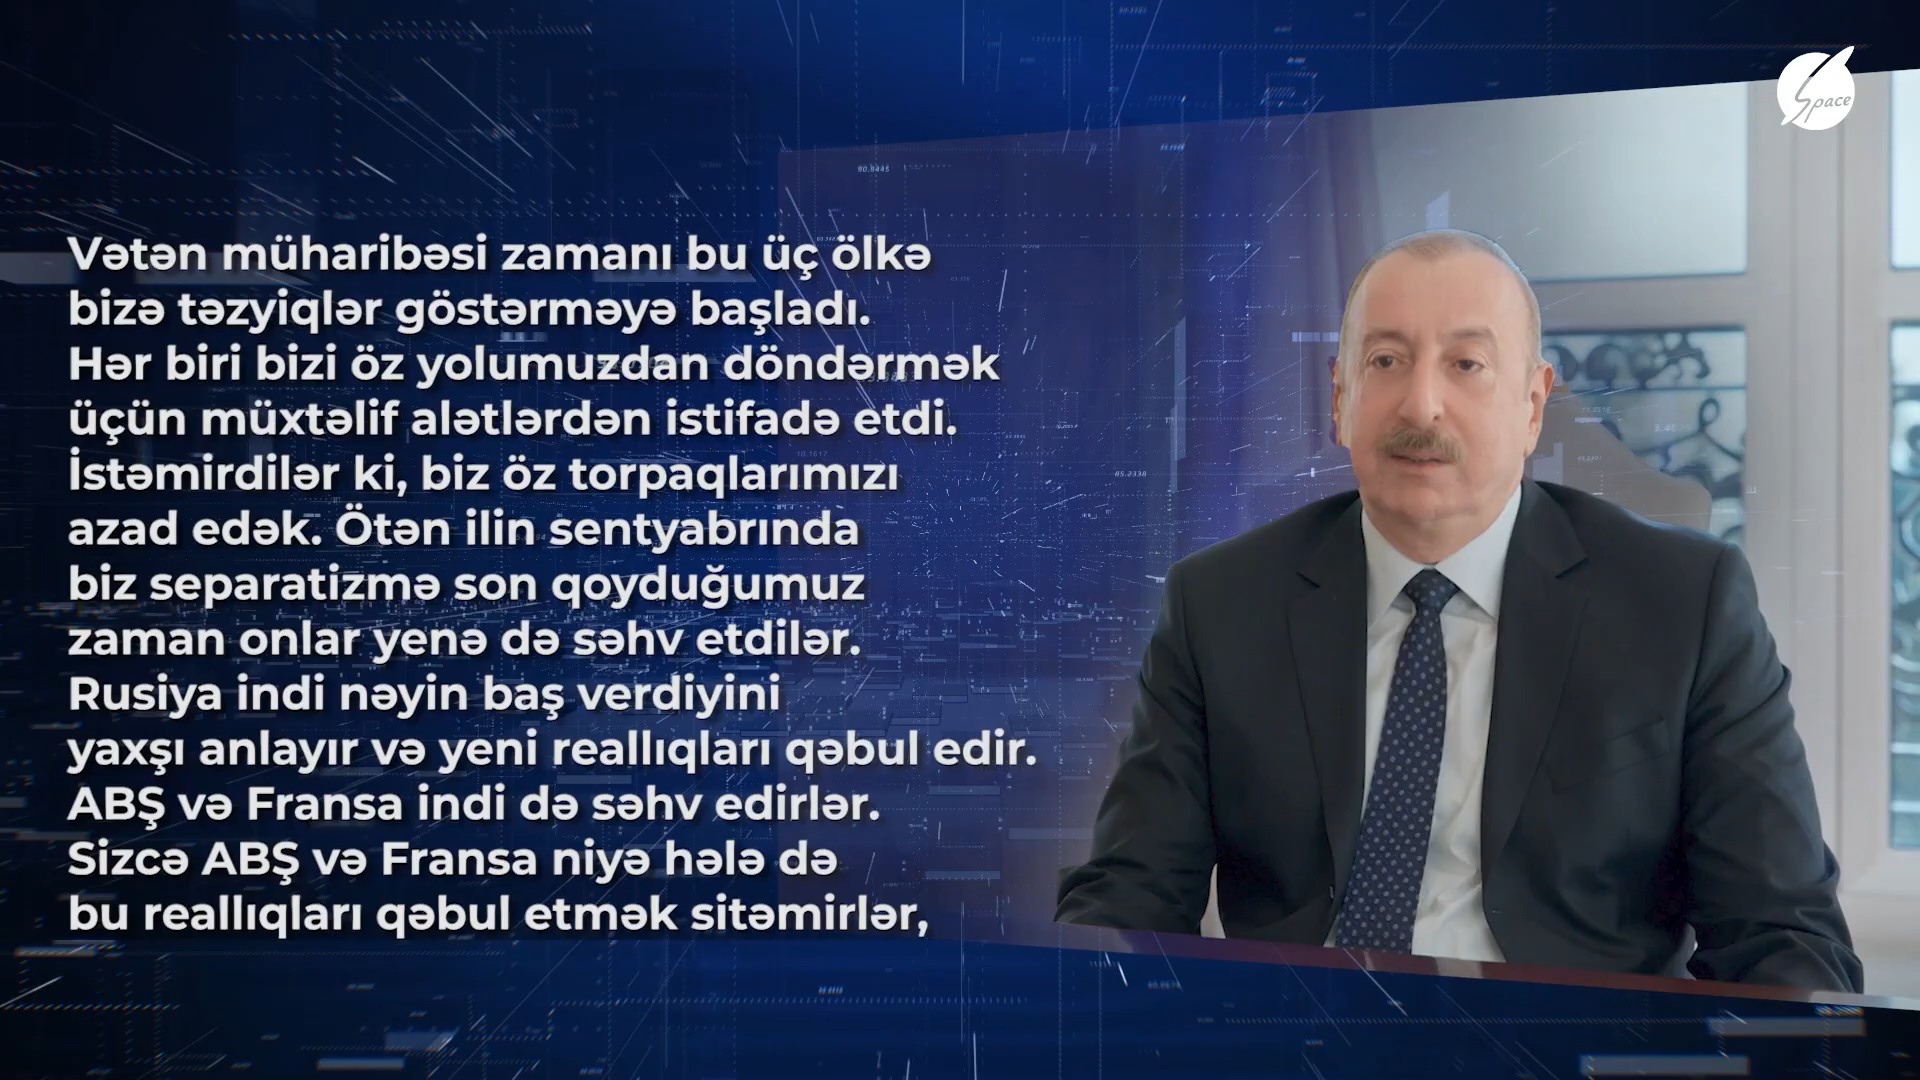 Space
Vətən müharibəsi zamanı bu üç ölkə
bizə təzyiqlər göstərməyə başladı.
Hər biri bizi öz yolumuzdan döndərmək
üçün müxtəlif alətlərdən istifadə etdi.
İstəmirdilər ki, biz öz torpaqlarımızı
azad edək. Ötən ilin sentyabrında
biz separatizmə son qoyduğumuz
zaman onlar yenə də səhv etdilər.
Rusiya indi nəyin baş verdiyini
yaxşı anlayır və yeni reallıqları qəbul edir.
ABŞ və Fransa indi də səhv edirlər.
Sizcə ABŞ və Fransa niyə hələ də
bu reallıqları qəbul etmək sitəmirlər,